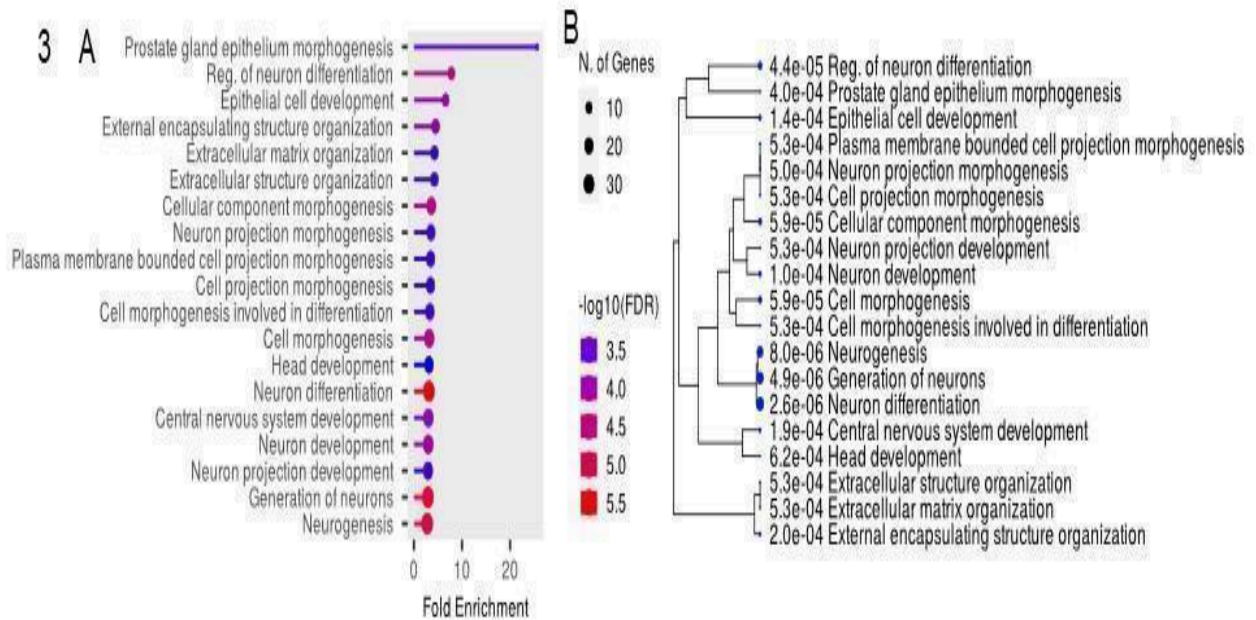 3 A
Prostate gland epithelium morphogenesis
Reg. of neuron differentiation
Epithelial cell development
External encapsulating structure organization
Extracellular matrix organization
Extracellular structure organization
Cellular component morphogenesis
Neuron projection morphogenesis
Plasma membrane bounded cell projection morphogenesis
Cell projection morphogenesis
Cell morphogenesis involved in differentiation
Cell morphogenesis
Head development
Neuron differentiation
Central nervous system development
Neuron development
Neuron projection development
Generation of neurons
Neurogenesis
0 10 20
Fold Enrichment
N. of Genes
10
20
30
-log10(FDR)
3.5
4.0
4.5
5.0
5.5
B
4.4e-05 Reg. of neuron differentiation
4.0e-04 Prostate gland epithelium morphogenesis
1.4e-04 Epithelial cell development
5.3e-04 Plasma membrane bounded cell projection morphogenesis
5.0e-04 Neuron projection morphogenesis
5.3e-04 Cell projection morphogenesis
5.9e-05 Cellular component morphogenesis
5.3e-04 Neuron projection development
1.0e-04 Neuron development
5.9e-05 Cell morphogenesis
5.3e-04 Cell morphogenesis involved in differentiation
8.0e-06 Neurogenesis
4.9e-06 Generation of neurons
2.6e-06 Neuron differentiation
1.9e-04 Central nervous system development
6.2e-04 Head development
5.3e-04 Extracellular structure organization
5.3e-04 Extracellular matrix organization
2.0e-04 External encapsulating structure organization